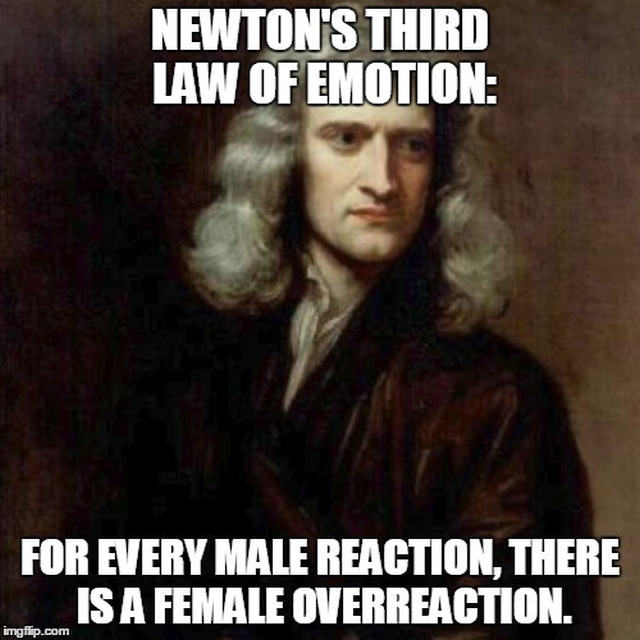 NEWTON'S THIRD
LAW OF EMOTION:
FOR EVERY MALE REACTION, THERE
IS A FEMALE OVERREACTION.
imgflip.com